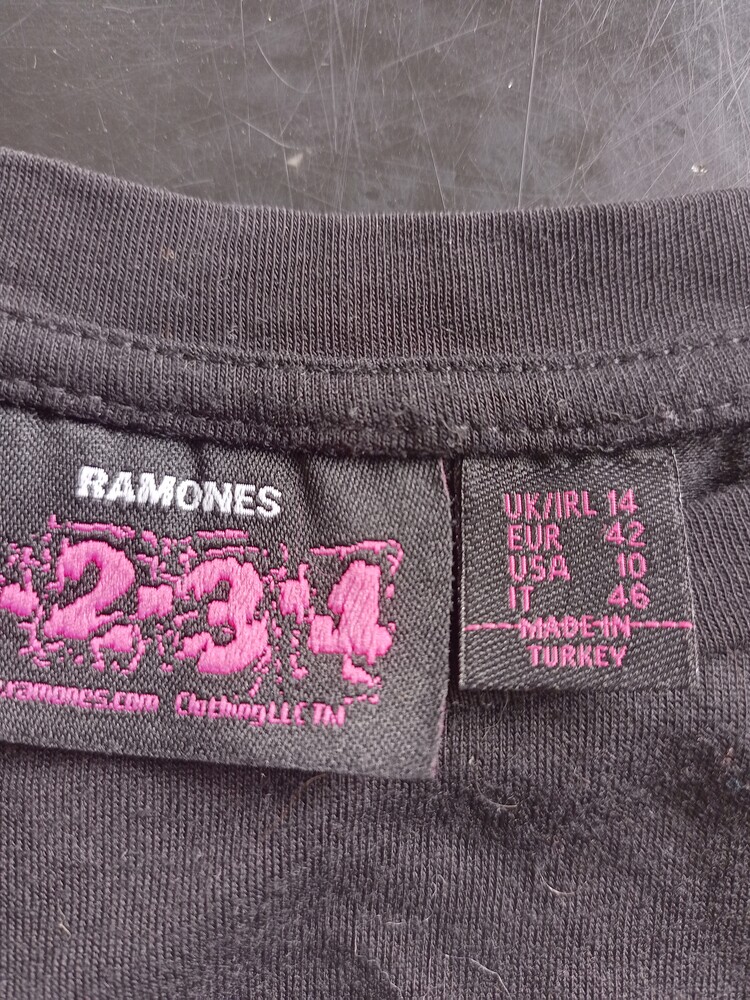 RAMONES
-2-3-4
ramones.com Clothing LLC TM
UK/IRL 14
EUR 42
USA 10
IT 46
MADE IN
TURKEY